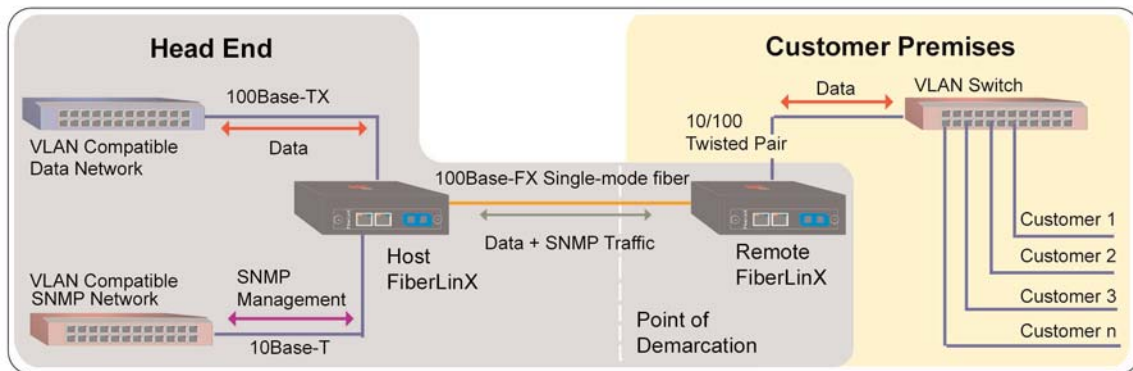 Head End
Customer Premises
100Base-TX
Data
VLAN Compatible
Data Network
Data
VLAN Switch
10/100
Twisted Pair
100Base-FX Single-mode fiber
Data + SNMP Traffic
Host
FiberLinX
Remote
FiberLinX
VLAN Compatible
SNMP Network
SNMP
Management
10Base-T
Point of
Demarcation
Customer 1
Customer 2
Customer 3
Customer n